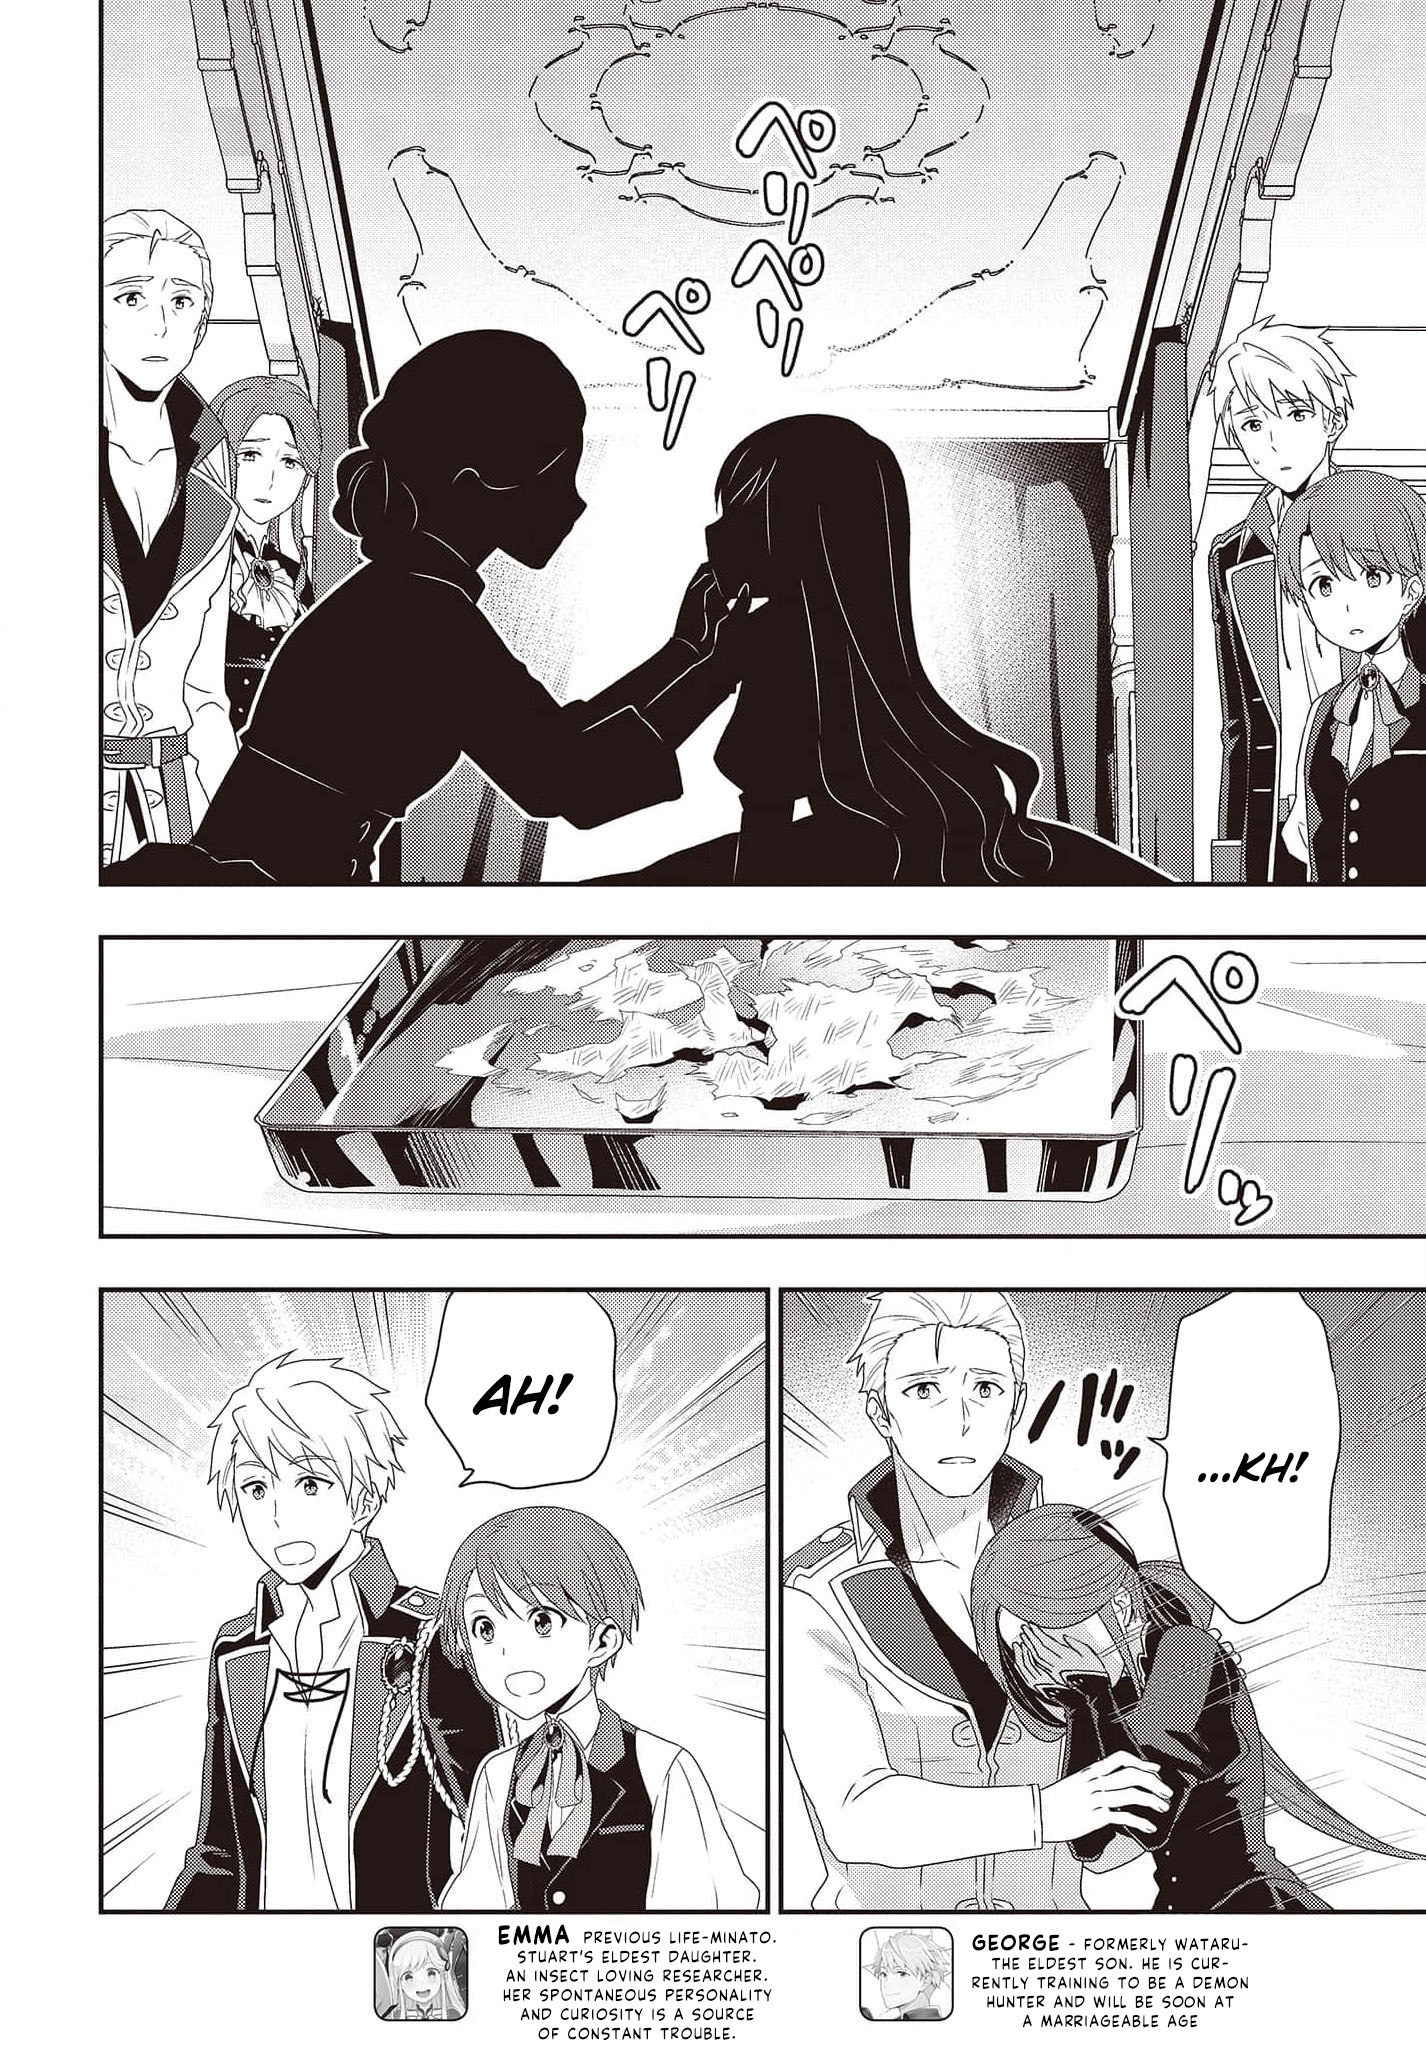 ペリペリ
ペリ
ペリッ
...KH!
バッ
AH!
EMMA PREVIOUS LIFE-MINATO.
STUART'S ELDEST DAUGHTER.
AN INSECT LOVING RESEARCHER.
HER SPONTANEOUS PERSONALITY
AND CURIOSITY IS A SOURCE
OF CONSTANT TROUBLE.
GEORGE - FORMERLY WATARU-
THE ELDEST SON. HE IS CUR-
RENTLY TRAINING TO BE A DEMON
HUNTER AND WILL BE SOON AT
A MARRIAGEABLE AGE